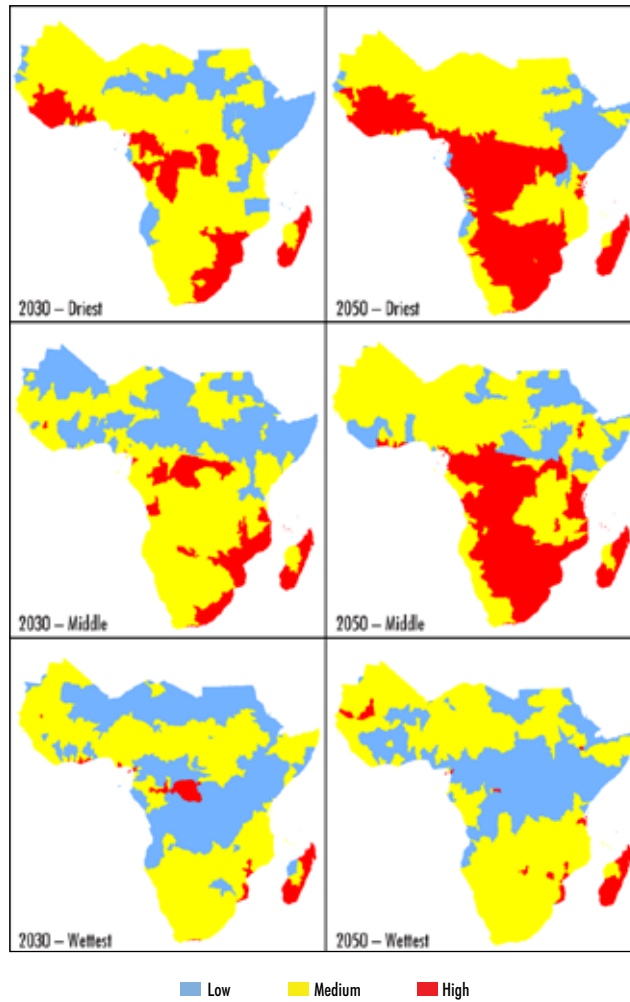 2030 – Driest
2050 – Driest
2030 – Middle
2050 – Middle
2030 – Wettest
2050 – Wettest
Low
Medium
High